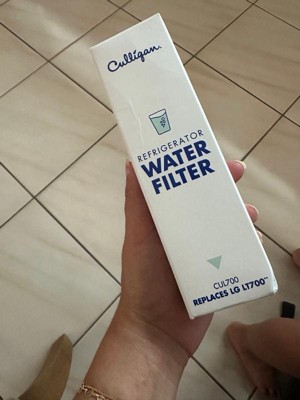 Culligan.
REFRIGERATOR
WATER
FILTER
CUL700
REPLACES LG LT700™